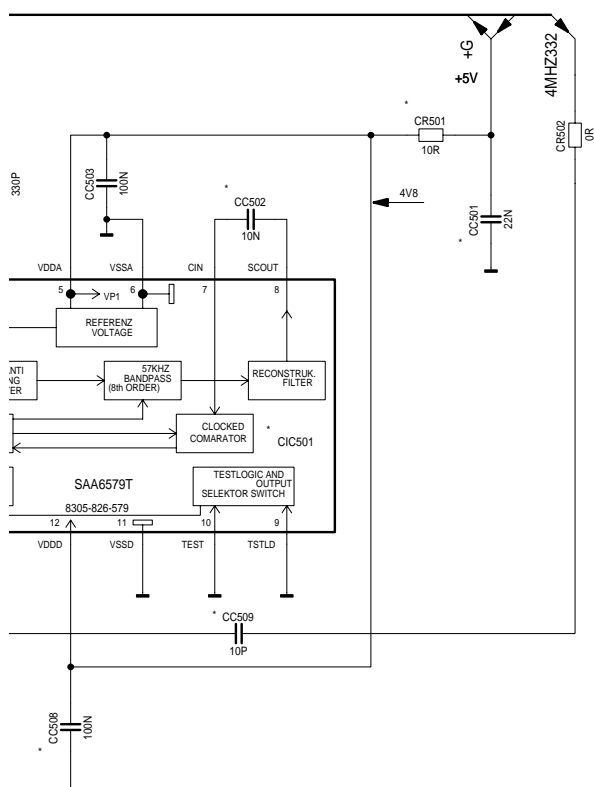 +G
+5V
4MHZ332
*
CR501
10R
CR502
0R
330P
CC503
100N
*
CC502
10N
4V8
CC501
22N
*
VDDA
VSSA
CIN
SCOUT
5
VP1
6
7
8
REFERENZ
VOLTAGE
ANTI
NG
TER
57KHZ
BANDPASS
(8th ORDER)
RECONSTRUK.
FILTER
CLOCKED
COMARATOR
*
CIC501
SAA6579T
8305-826-579
TESTLOGIC AND
OUTPUT
SELEKTOR SWITCH
12
11
10
9
VDDD
VSSD
TEST
TSTLD
*
CC509
10P
CC508
100N
*